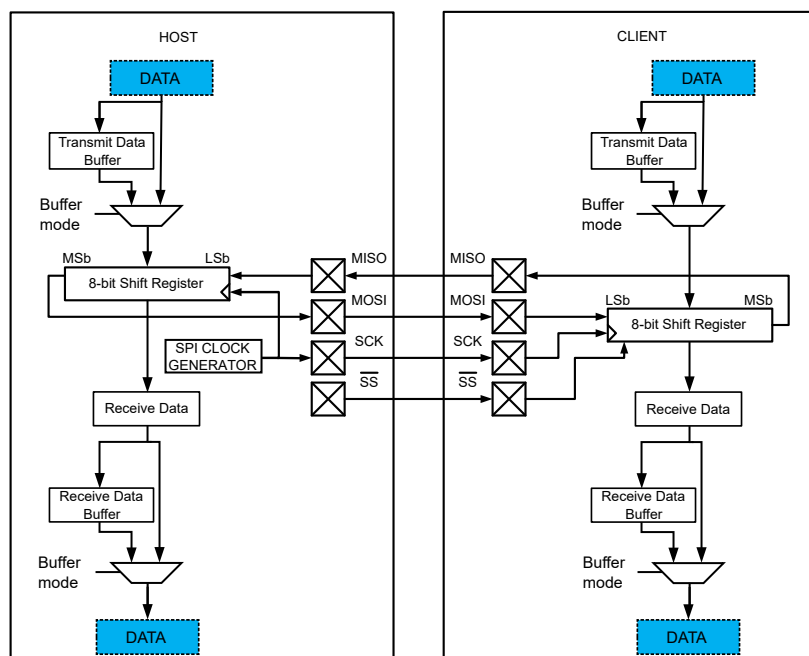 HOST
DATA
Transmit Data
Buffer
Buffer
mode
MSb
LSb
8-bit Shift Register
SPI CLOCK
GENERATOR
Receive Data
Receive Data
Buffer
Buffer
mode
DATA
MISO
MOSI
SCK
SS
MISO
MOSI
SCK
SS
CLIENT
DATA
Transmit Data
Buffer
Buffer
mode
LSb
MSb
8-bit Shift Register
Receive Data
Receive Data
Buffer
Buffer
mode
DATA